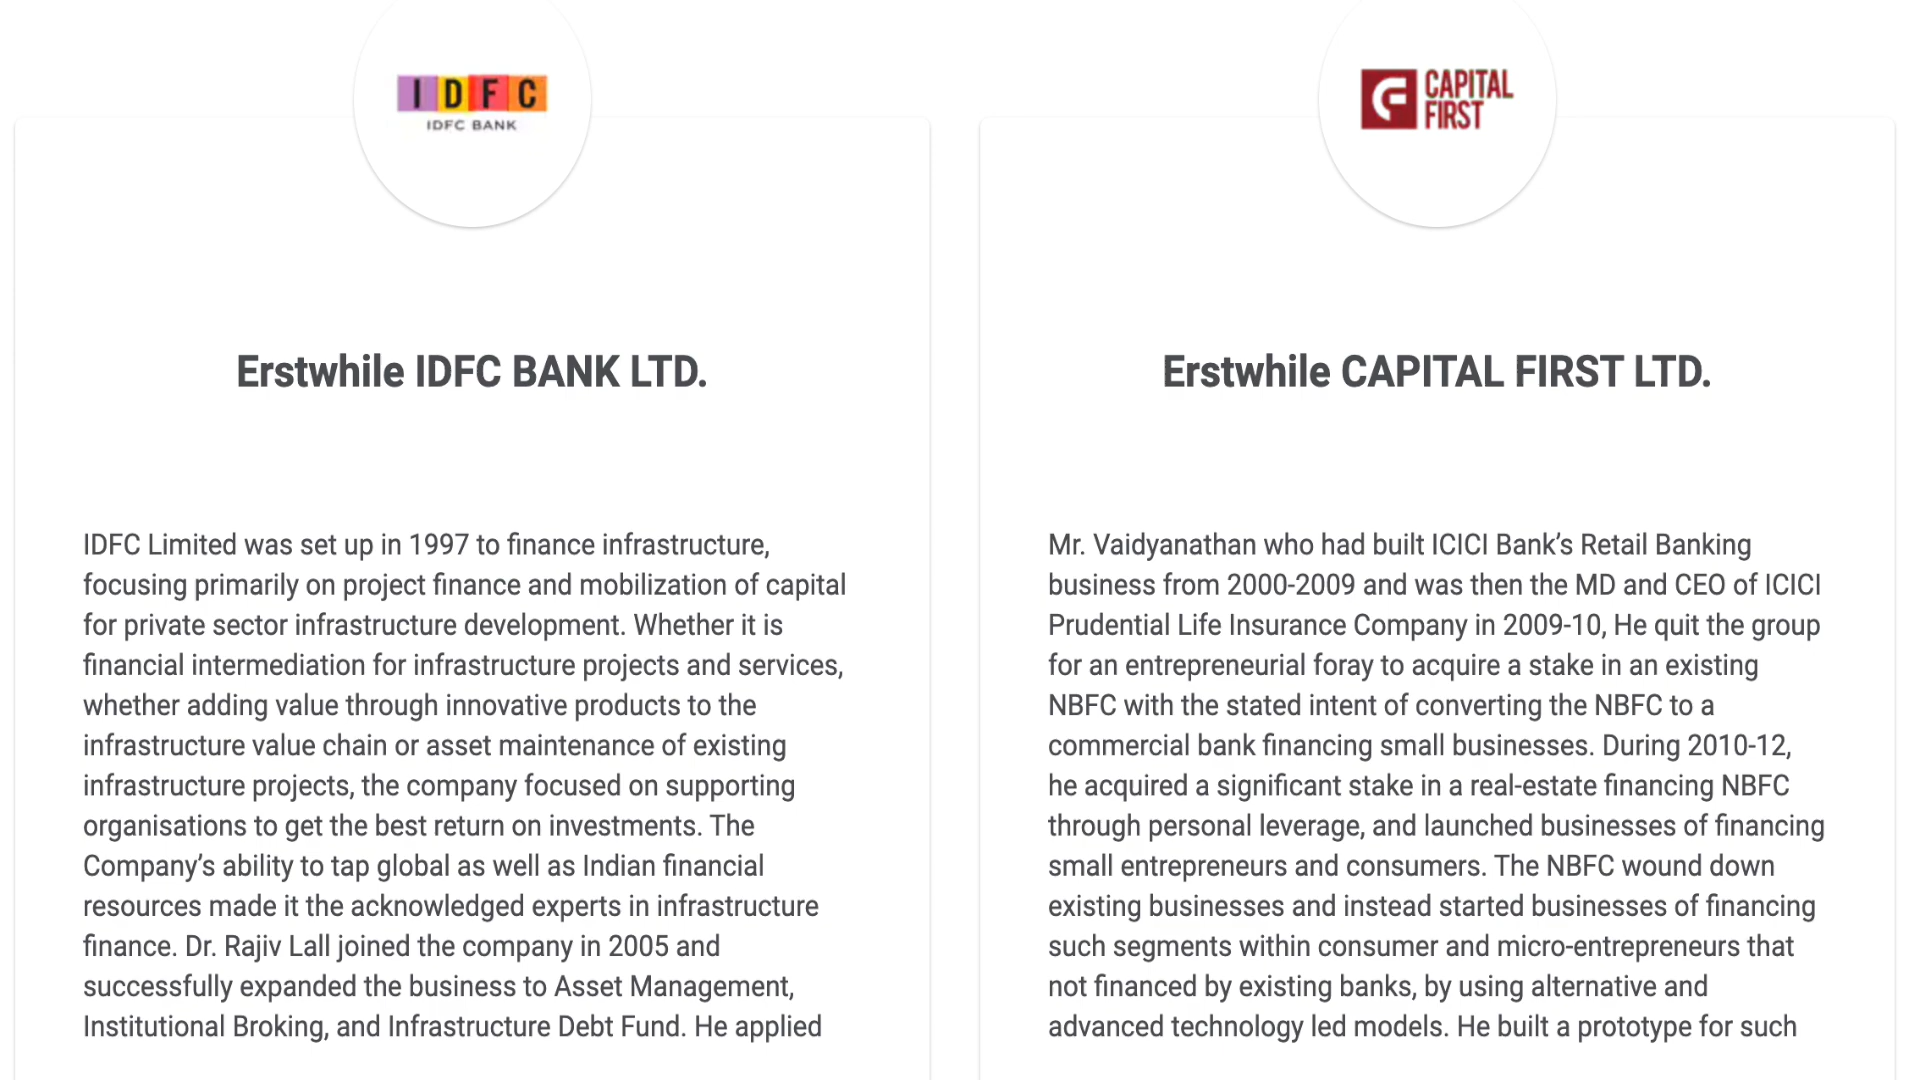 IDFC
IDFC BANK
Erstwhile IDFC BANK LTD.
IDFC Limited was set up in 1997 to finance infrastructure,
focusing primarily on project finance and mobilization of capital
for private sector infrastructure development. Whether it is
financial intermediation for infrastructure projects and services,
whether adding value through innovative products to the
infrastructure value chain or asset maintenance of existing
infrastructure projects, the company focused on supporting
organisations to get the best return on investments. The
Company’s ability to tap global as well as Indian financial
resources made it the acknowledged experts in infrastructure
finance. Dr. Rajiv Lall joined the company in 2005 and
successfully expanded the business to Asset Management,
Institutional Broking, and Infrastructure Debt Fund. He applied
CAPITAL
FIRST
Erstwhile CAPITAL FIRST LTD.
Mr. Vaidyanathan who had built ICICI Bank’s Retail Banking
business from 2000-2009 and was then the MD and CEO of ICICI
Prudential Life Insurance Company in 2009-10, He quit the group
for an entrepreneurial foray to acquire a stake in an existing
NBFC with the stated intent of converting the NBFC to a
commercial bank financing small businesses. During 2010-12,
he acquired a significant stake in a real-estate financing NBFC
through personal leverage, and launched businesses of financing
small entrepreneurs and consumers. The NBFC wound down
existing businesses and instead started businesses of financing
such segments within consumer and micro-entrepreneurs that
not financed by existing banks, by using alternative and
advanced technology led models. He built a prototype for such